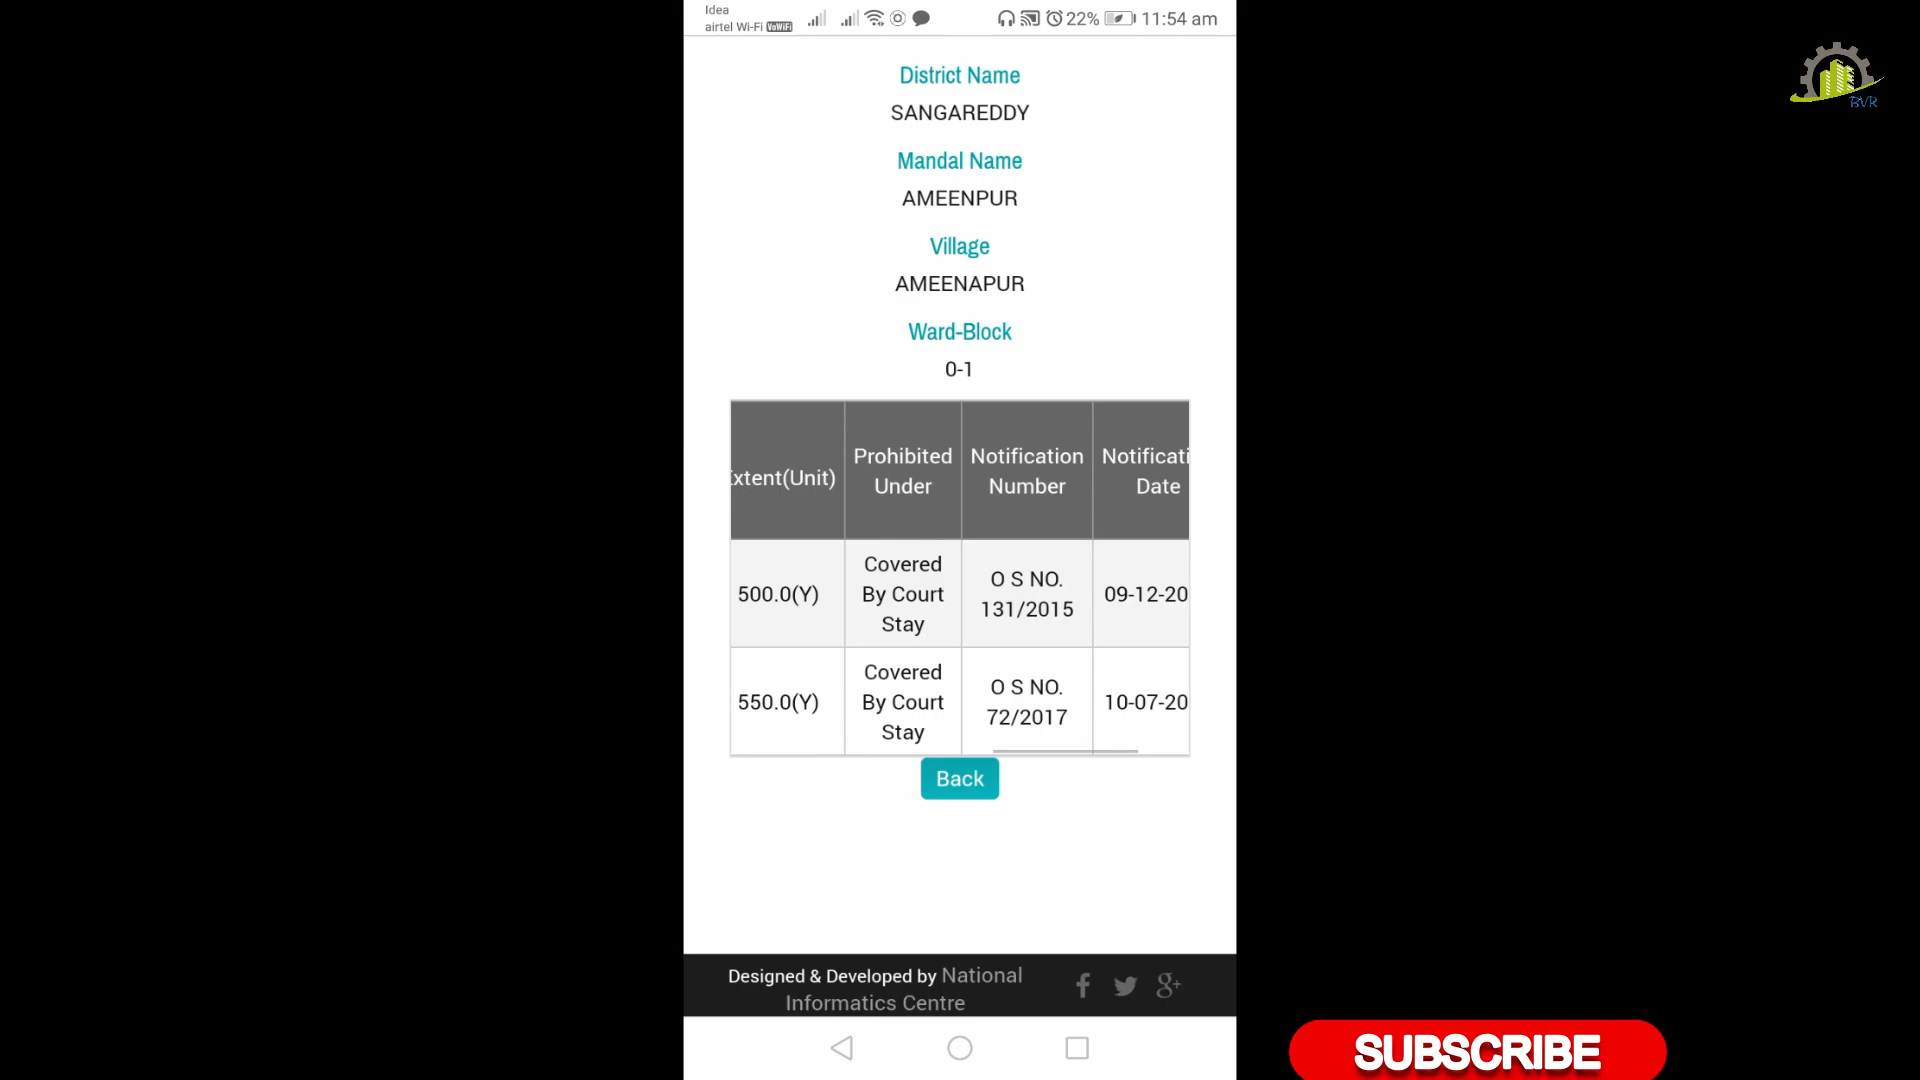 Idea
airtel Wi-Fi VoWiFi
22% 11:54 am
BVR
District Name
SANGAREDDY
Mandal Name
AMEENPUR
Village
AMEENAPUR
Ward-Block
0-1
xtent(Unit)
Prohibited
Under
Notification
Number
Notificati
Date
500.0(Y)
Covered
By Court
Stay
O S NO.
131/2015
09-12-20
550.0(Y)
Covered
By Court
Stay
O S NO.
72/2017
10-07-20
Back
Designed & Developed by National
Informatics Centre
SUBSCRIBE